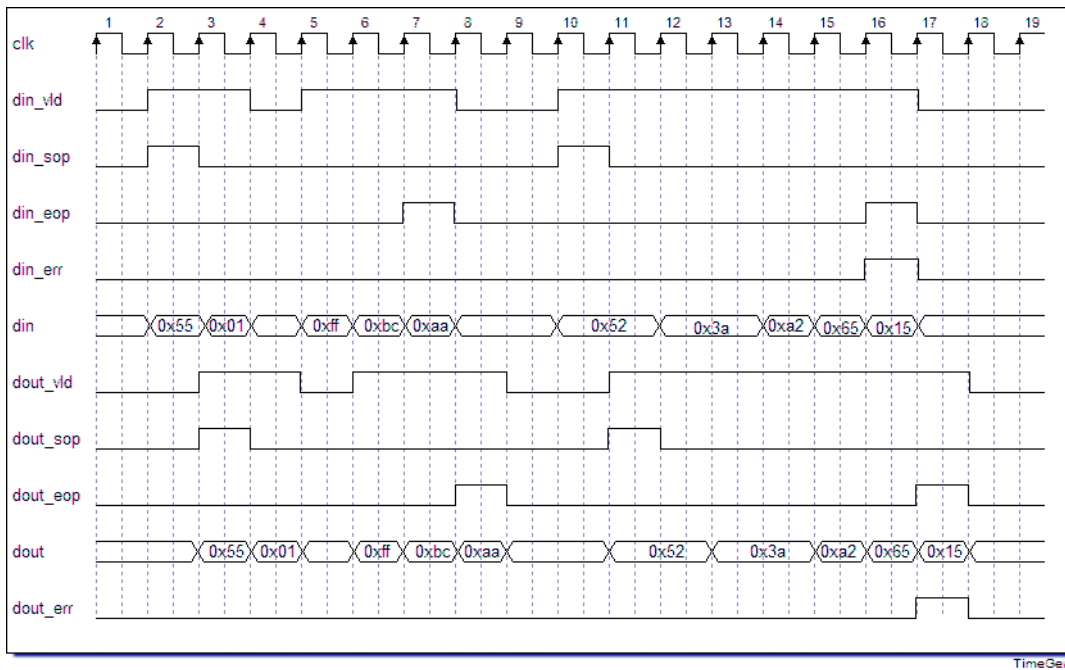 1 2 3 4 5 6 7 8 9 10 11 12 13 14 15 16 17 18 19
clk
din_vld
din_sop
din_eop
din_err
din 0x55 0x01 0xff 0xbc 0xaa 0x52 0x3a 0xa2 0x65 0x15
dout_vld
dout_sop
dout_eop
dout 0x55 0x01 0xff 0xbc 0xaa 0x52 0x3a 0xa2 0x65 0x15
dout_err
TimeGe